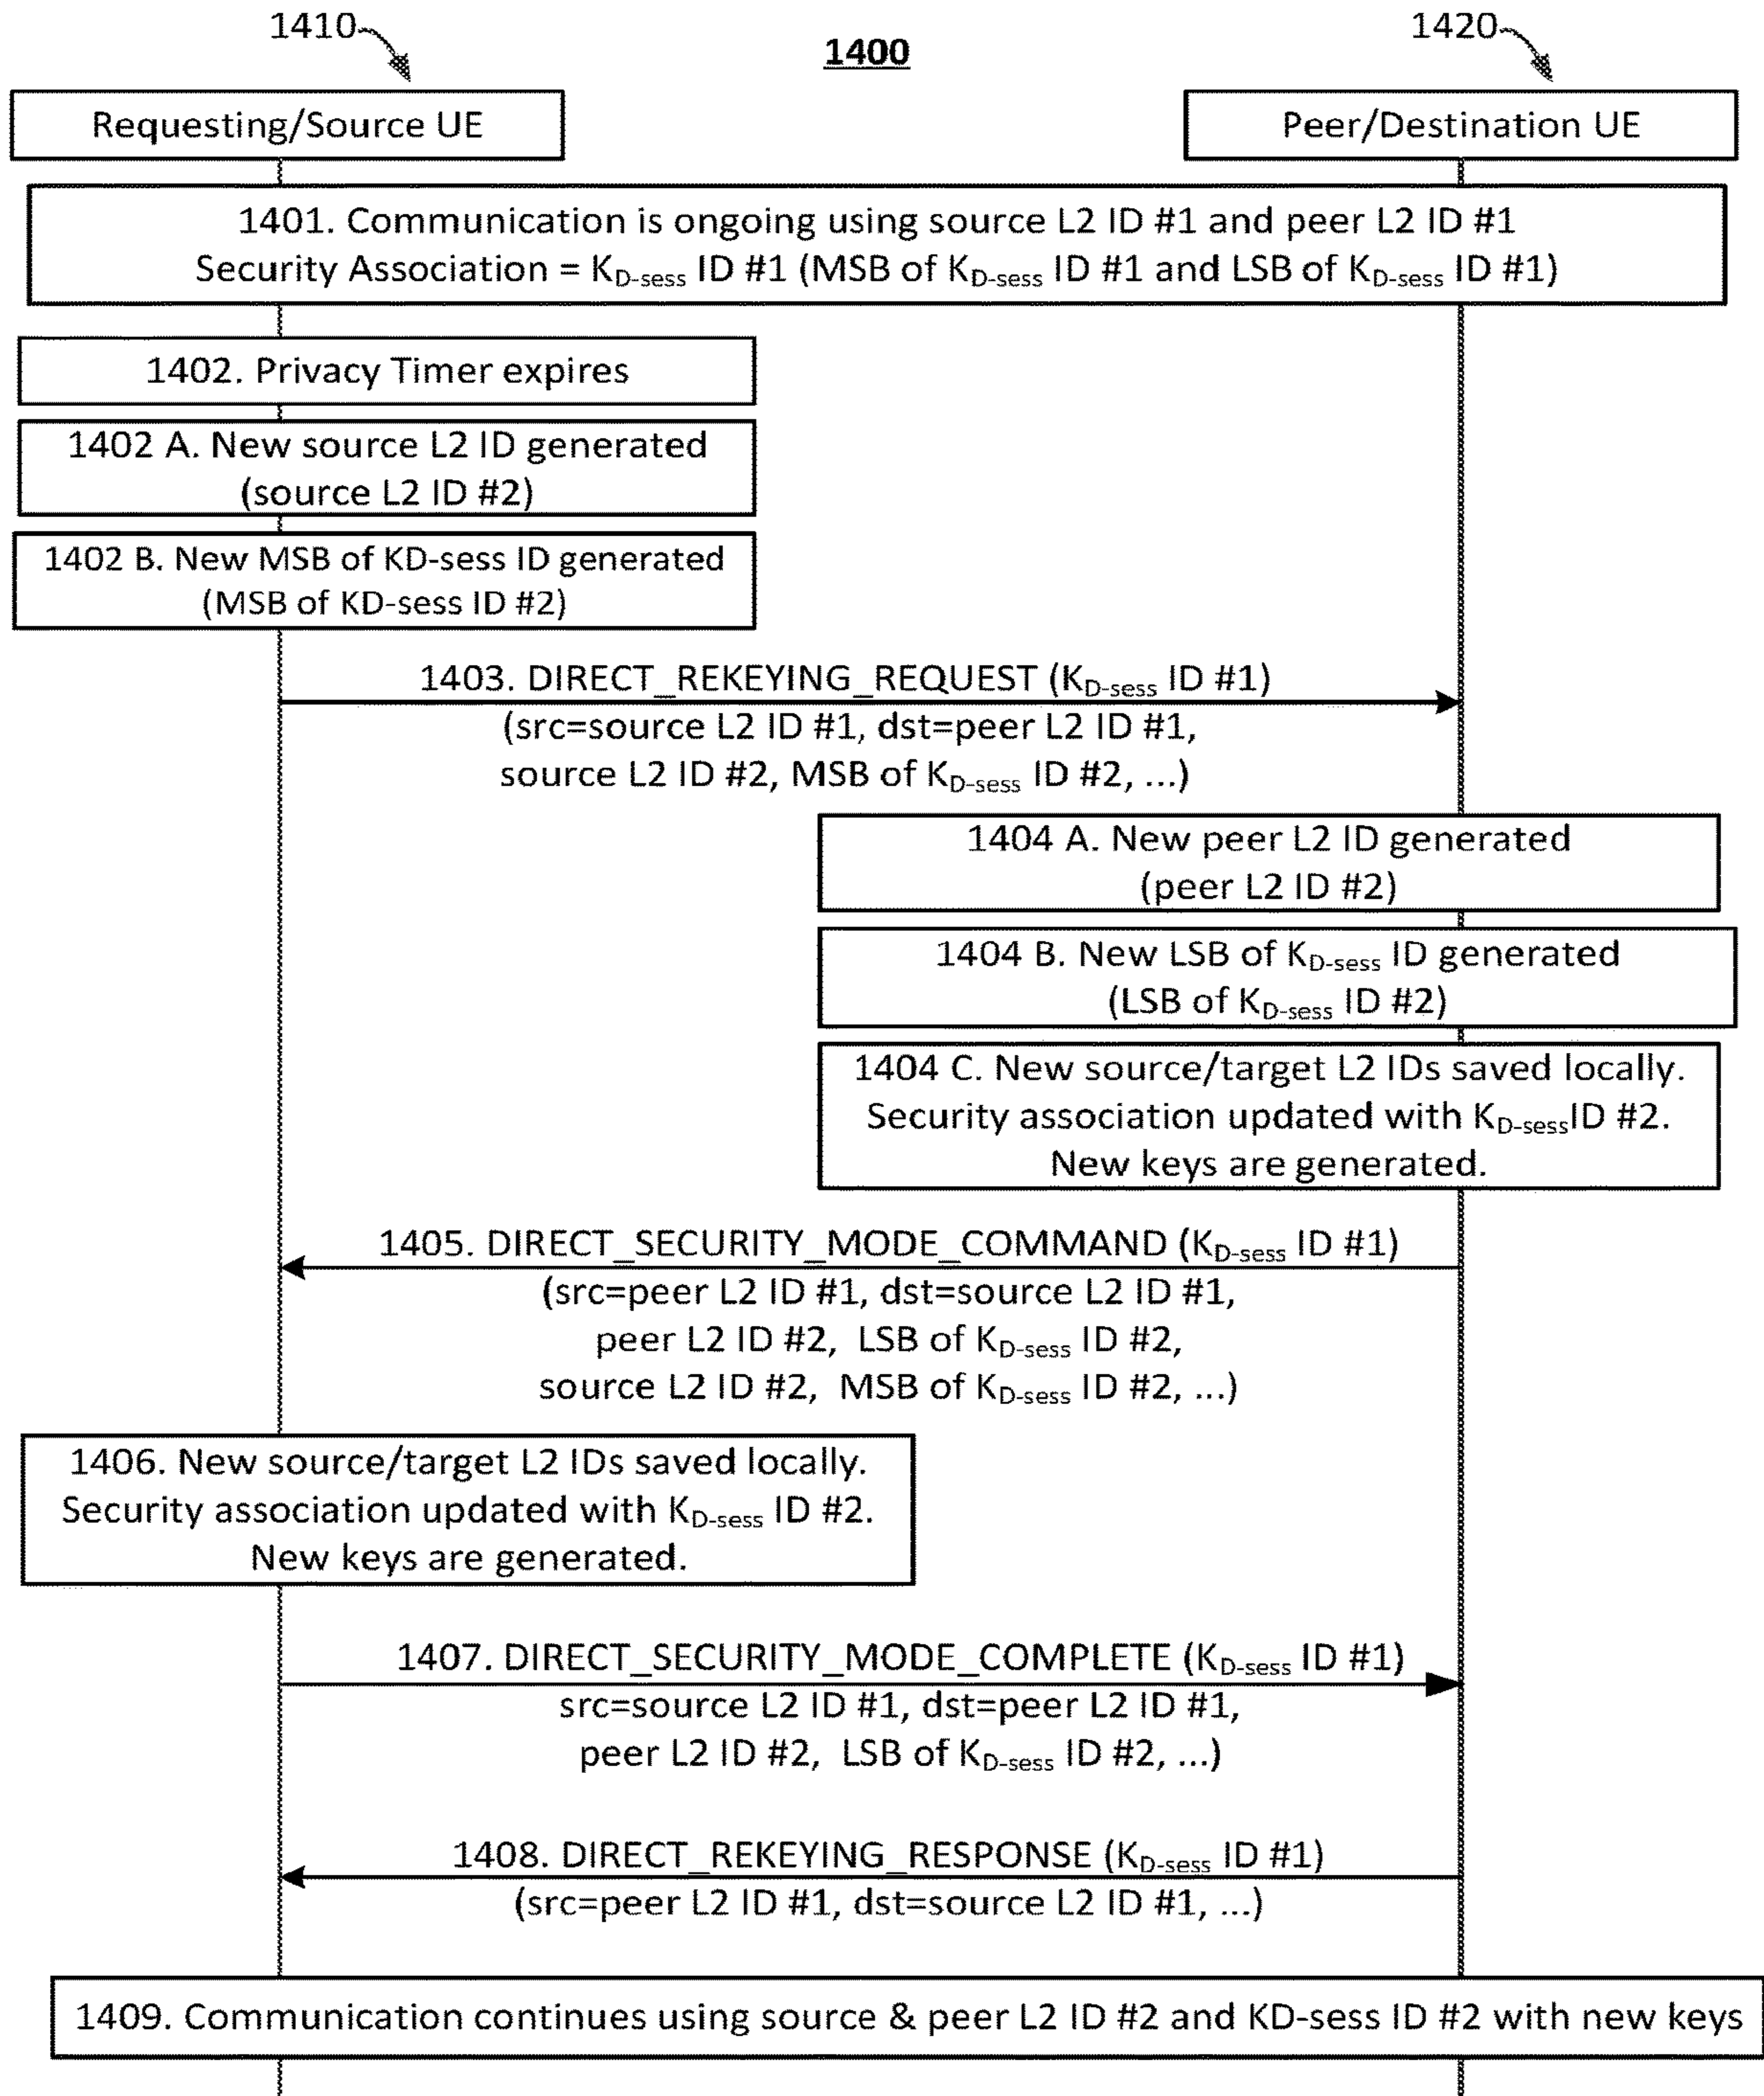 1410
1400
1420
Requesting/Source UE
Peer/Destination UE
1401. Communication is ongoing using source L2 ID #1 and peer L2 ID #1
Security Association = KD-sess ID #1 (MSB of KD-sess ID #1 and LSB of KD-sess ID #1)
1402. Privacy Timer expires
1402 A. New source L2 ID generated
(source L2 ID #2)
1402 B. New MSB of KD-sess ID generated
(MSB of KD-sess ID #2)
1403. DIRECT_REKEYING_REQUEST (KD-sess ID #1)
(src=source L2 ID #1, dst=peer L2 ID #1,
source L2 ID #2, MSB of KD-sess ID #2, ...)
1404 A. New peer L2 ID generated
(peer L2 ID #2)
1404 B. New LSB of KD-sess ID generated
(LSB of KD-sess ID #2)
1404 C. New source/target L2 IDs saved locally.
Security association updated with KD-sessID #2.
New keys are generated.
1405. DIRECT_SECURITY_MODE_COMMAND (KD-sess ID #1)
(src=peer L2 ID #1, dst=source L2 ID #1,
peer L2 ID #2, LSB of KD-sess ID #2,
source L2 ID #2, MSB of KD-sess ID #2, ...)
1406. New source/target L2 IDs saved locally.
Security association updated with KD-sess ID #2.
New keys are generated.
1407. DIRECT_SECURITY_MODE_COMPLETE (KD-sess ID #1)
src=source L2 ID #1, dst=peer L2 ID #1,
peer L2 ID #2, LSB of KD-sess ID #2, ...)
1408. DIRECT_REKEYING_RESPONSE (KD-sess ID #1)
(src=peer L2 ID #1, dst=source L2 ID #1, ...)
1409. Communication continues using source & peer L2 ID #2 and KD-sess ID #2 with new keys